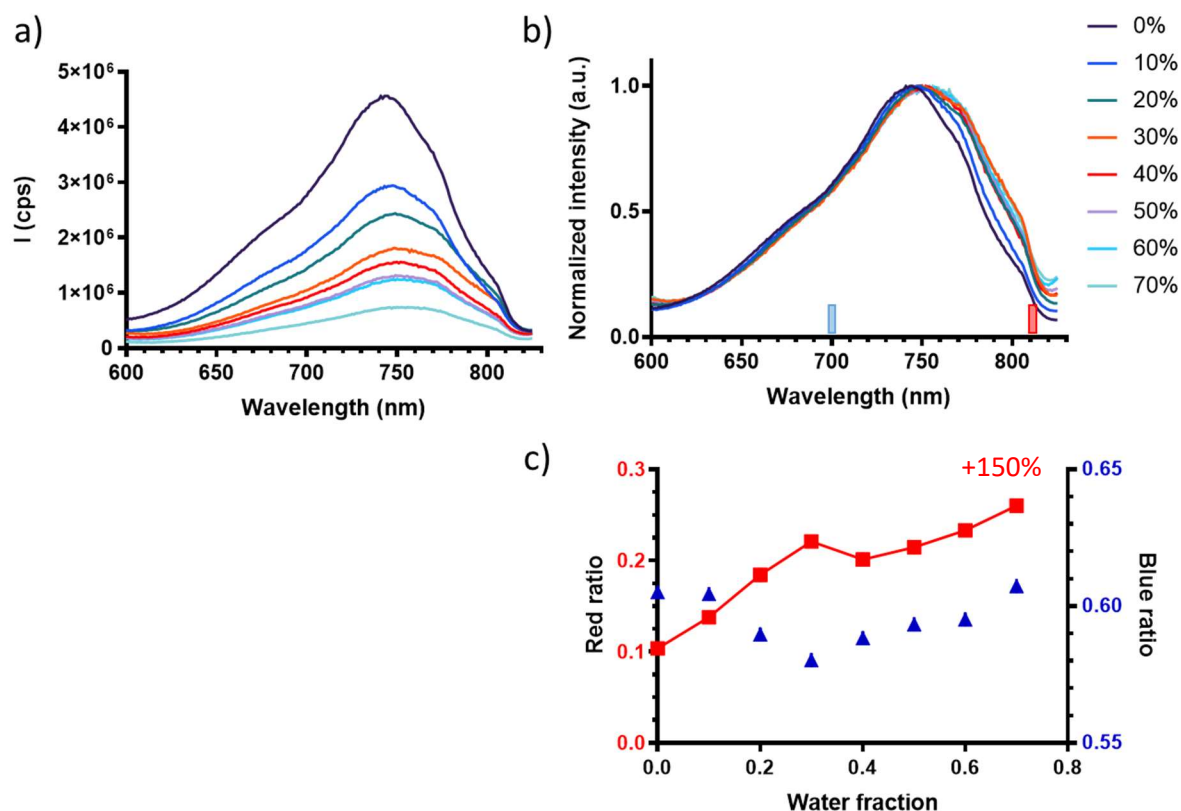 a)
I (cps)
5×10⁶
4×10⁶
3×10⁶
2×10⁶
1×10⁶
0
600 650 700 750 800
Wavelength (nm)
b)
Normalized intensity (a.u.)
1.0
0.5
0.0
600 650 700 750 800
Wavelength (nm)
0%
10%
20%
30%
40%
50%
60%
70%
c)
Red ratio
0.3
0.2
0.1
0.0
+150%
0.65
0.60
0.55
Blue ratio
0.0 0.2 0.4 0.6 0.8
Water fraction